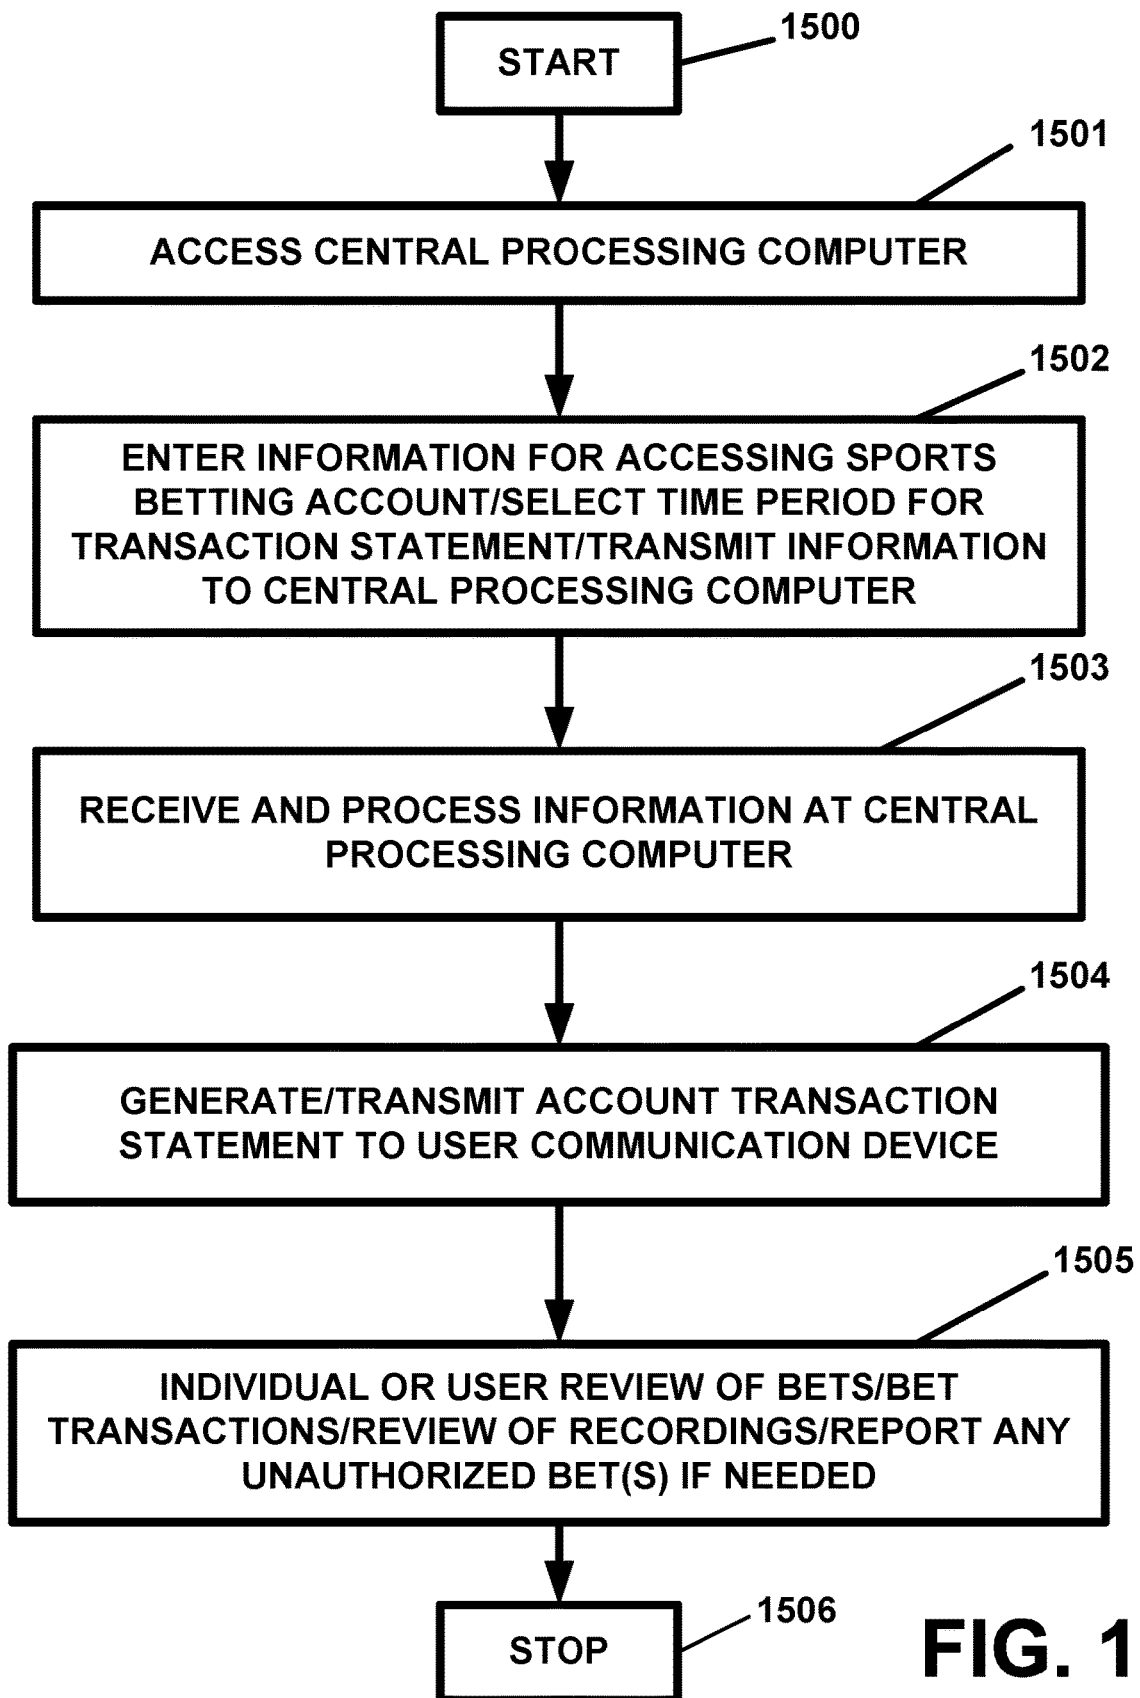 START
1500
1501
ACCESS CENTRAL PROCESSING COMPUTER
1502
ENTER INFORMATION FOR ACCESSING SPORTS
BETTING ACCOUNT/SELECT TIME PERIOD FOR
TRANSACTION STATEMENT/TRANSMIT INFORMATION
TO CENTRAL PROCESSING COMPUTER
1503
RECEIVE AND PROCESS INFORMATION AT CENTRAL
PROCESSING COMPUTER
1504
GENERATE/TRANSMIT ACCOUNT TRANSACTION
STATEMENT TO USER COMMUNICATION DEVICE
1505
INDIVIDUAL OR USER REVIEW OF BETS/BET
TRANSACTIONS/REVIEW OF RECORDINGS/REPORT ANY
UNAUTHORIZED BET(S) IF NEEDED
STOP
1506
FIG. 1